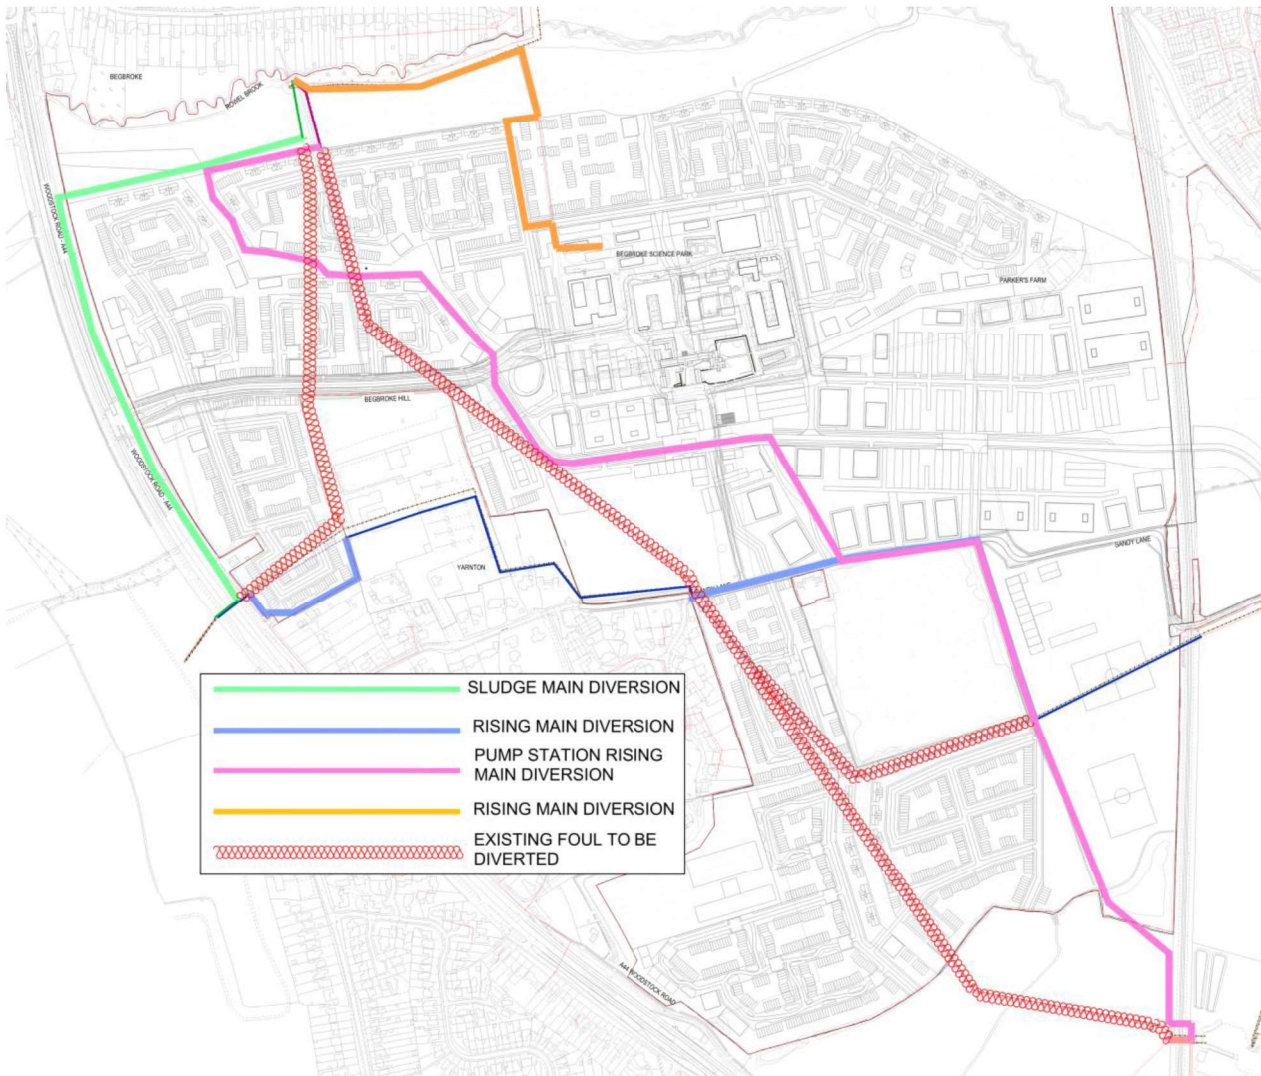 BEGBROKE
ROWEL BROOK
WOODSTOCK ROAD - A44
BEGBROKE SCIENCE PARK
PARKER'S FARM
BEGBROKE HILL
WOODSTOCK ROAD - A44
SANDY LANE
YARNTON
SLUDGE MAIN DIVERSION
RISING MAIN DIVERSION
PUMP STATION RISING
MAIN DIVERSION
RISING MAIN DIVERSION
EXISTING FOUL TO BE
DIVERTED
A44 WOODSTOCK ROAD